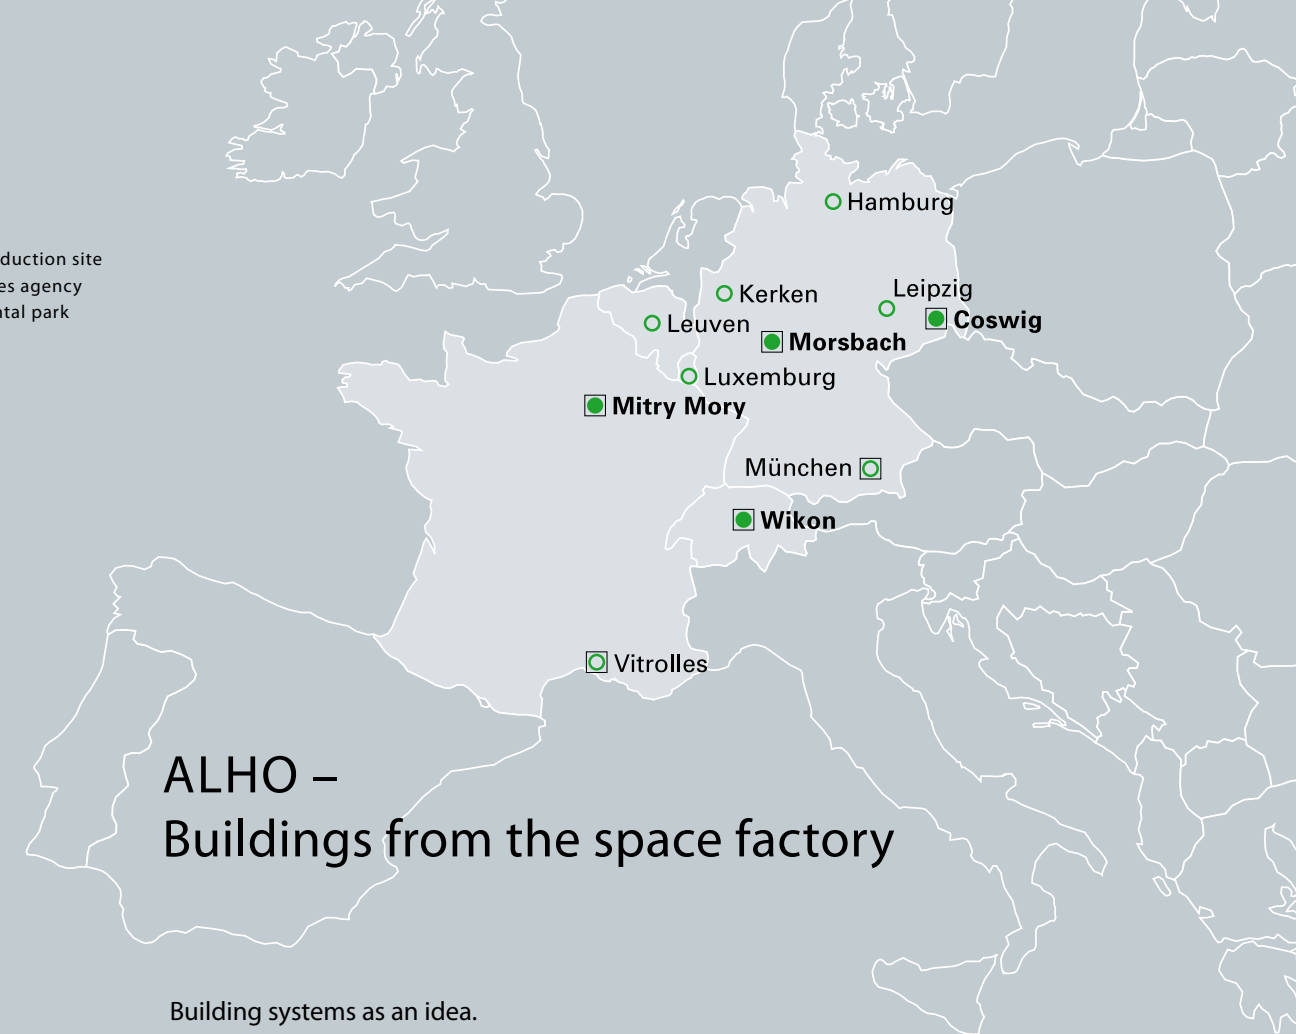 Hamburg
duction site
es agency
ntal park
Leipzig
Kerken
Coswig
Leuven
Morsbach
Luxemburg
Mitry Mory
München
Wikon
Vitrolles
ALHO –
Buildings from the space factory
Building systems as an idea.